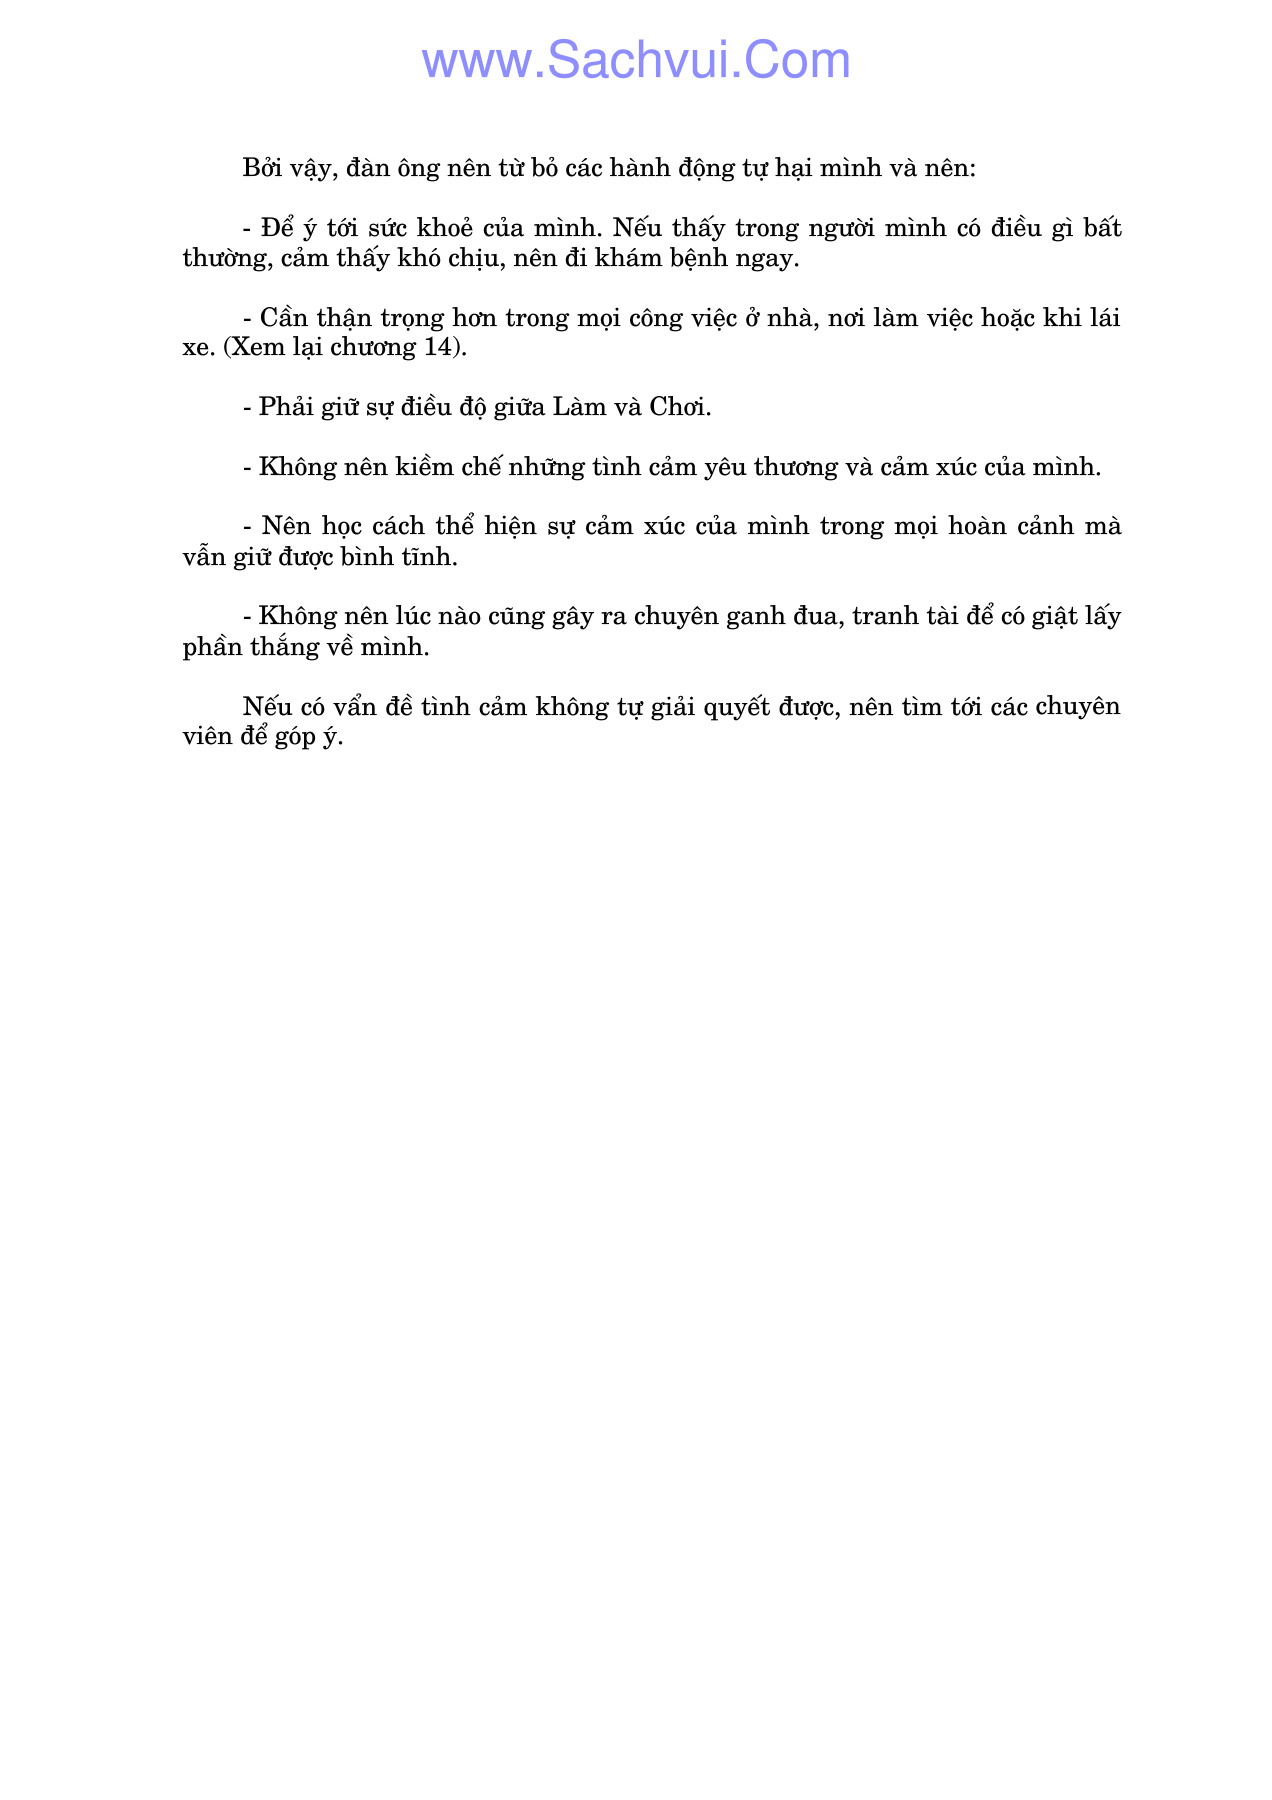 www.Sachvui.Com
Bởi vậy, đàn ông nên từ bỏ các hành động tự hại mình và nên:
- Để ý tới sức khoẻ của mình. Nếu thấy trong người mình có điều gì bất
thường, cảm thấy khó chịu, nên đi khám bệnh ngay.
- Cần thận trọng hơn trong mọi công việc ở nhà, nơi làm việc hoặc khi lái
xe. (Xem lại chương 14).
- Phải giữ sự điều độ giữa Làm và Chơi.
- Không nên kiềm chế những tình cảm yêu thương và cảm xúc của mình.
- Nên học cách thể hiện sự cảm xúc của mình trong mọi hoàn cảnh mà
vẫn giữ được bình tĩnh.
- Không nên lúc nào cũng gây ra chuyên ganh đua, tranh tài để có giật lấy
phần thắng về mình.
Nếu có vẩn đề tình cảm không tự giải quyết được, nên tìm tới các chuyên
viên để góp ý.